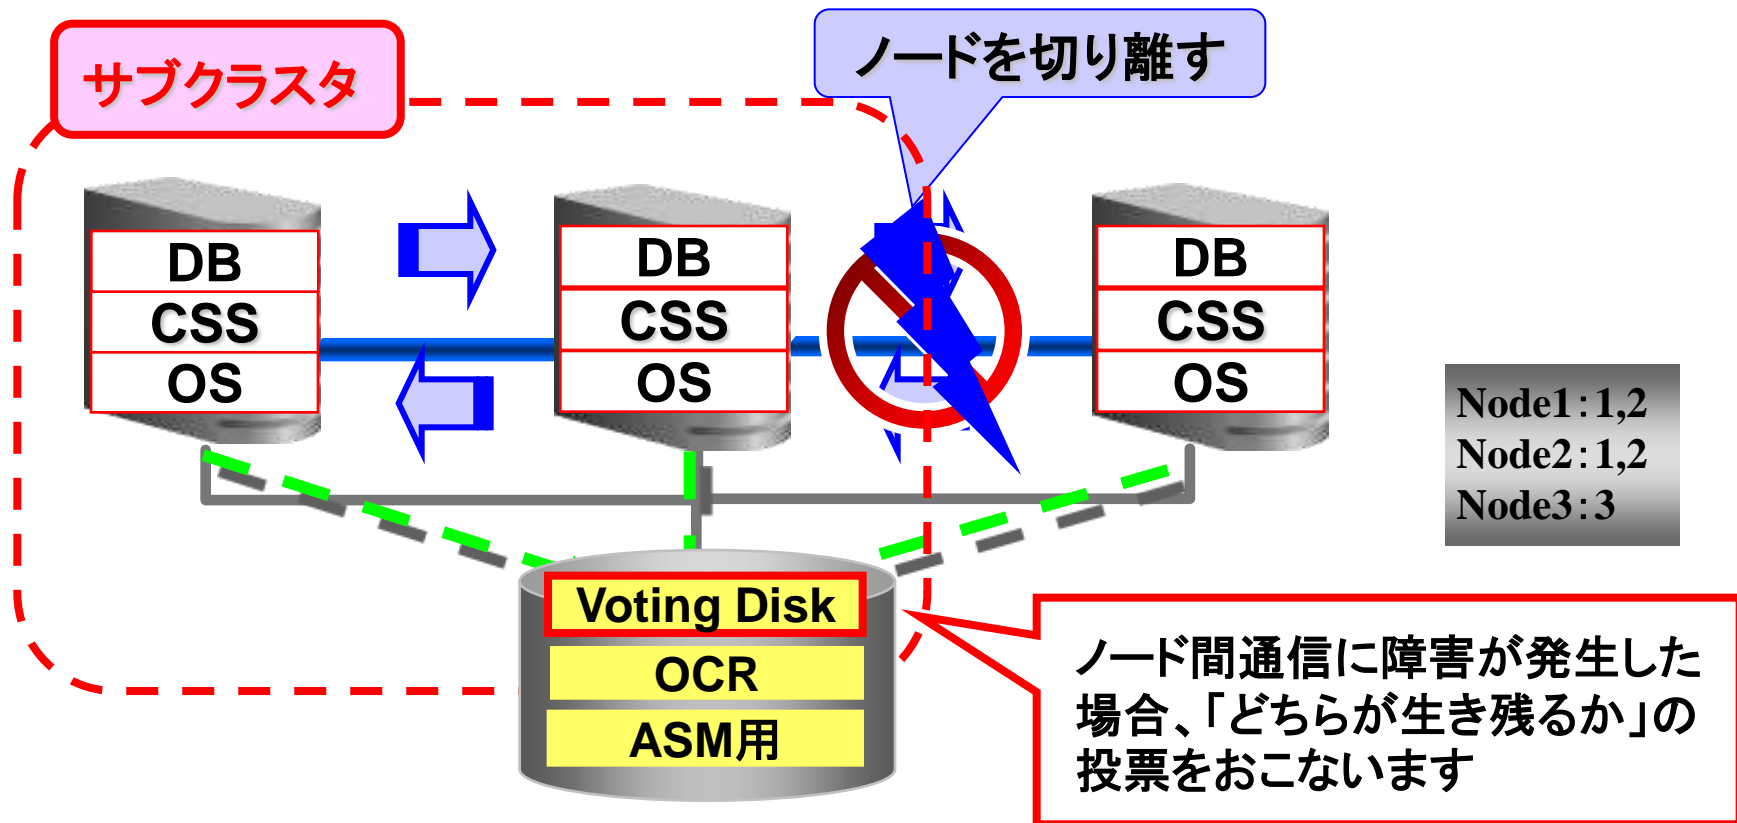 サブクラスタ
ノードを切り離す
DB
CSS
OS
DB
CSS
OS
DB
CSS
OS
Node1：1,2
Node2：1,2
Node3：3
Voting Disk
OCR
ASM用
ノード間通信に障害が発生した
場合、「どちらが生き残るか」の
投票をおこないます